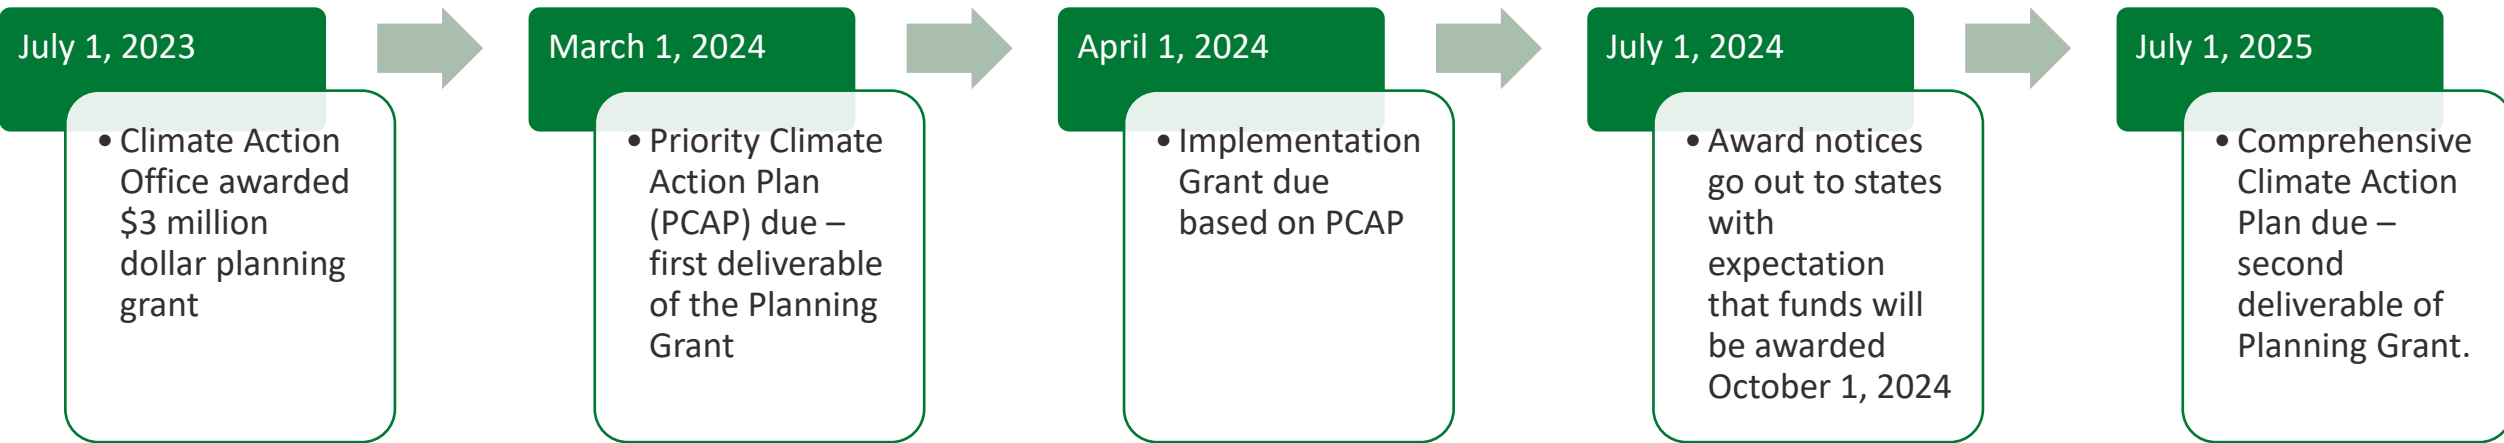 July 1, 2023
• Climate Action
Office awarded
$3 million
dollar planning
grant
March 1, 2024
• Priority Climate
Action Plan
(PCAP) due –
first deliverable
of the Planning
Grant
April 1, 2024
• Implementation
Grant due
based on PCAP
July 1, 2024
• Award notices
go out to states
with
expectation
that funds will
be awarded
October 1, 2024
July 1, 2025
• Comprehensive
Climate Action
Plan due –
second
deliverable of
Planning Grant.